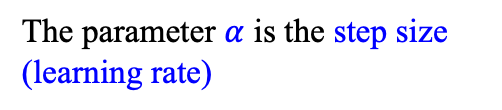 The parameter α is the step size
(learning rate)